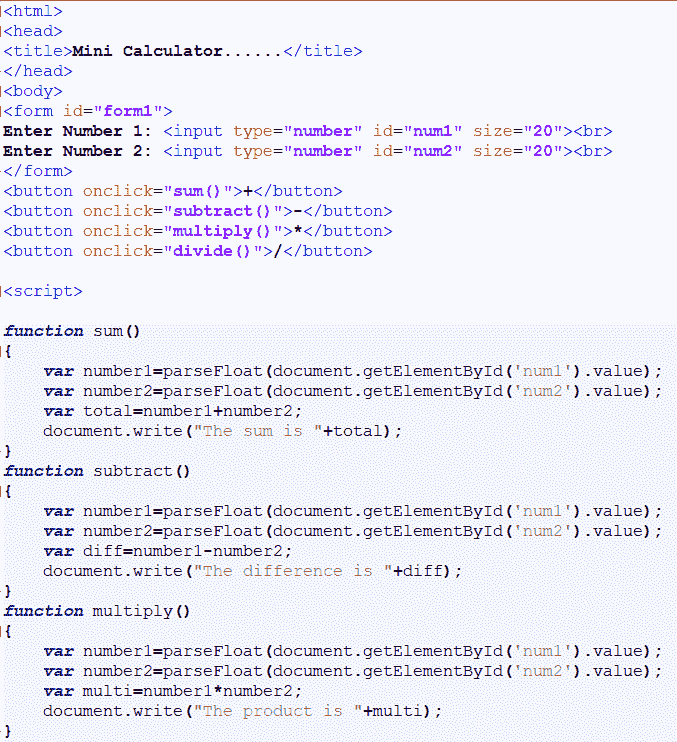 <html>
<head>
<title>Mini Calculator......</title>
</head>
<body>
<form id="form1">
Enter Number 1: <input type="number" id="num1" size="20"><br>
Enter Number 2: <input type="number" id="num2" size="20"><br>
</form>
<button onclick="sum()">+</button>
<button onclick="subtract()">-</button>
<button onclick="multiply()">*</button>
<button onclick="divide()">/</button>

<script>

function sum()
{
    var number1=parseFloat(document.getElementById('num1').value);
    var number2=parseFloat(document.getElementById('num2').value);
    var total=number1+number2;
    document.write("The sum is "+total);
}
function subtract()
{
    var number1=parseFloat(document.getElementById('num1').value);
    var number2=parseFloat(document.getElementById('num2').value);
    var diff=number1-number2;
    document.write("The difference is "+diff);
}
function multiply()
{
    var number1=parseFloat(document.getElementById('num1').value);
    var number2=parseFloat(document.getElementById('num2').value);
    var multi=number1*number2;
    document.write("The product is "+multi);
}